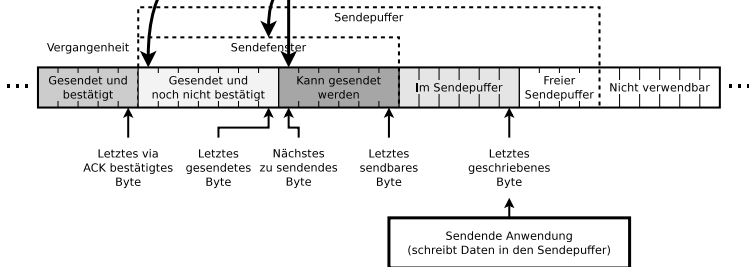 Sendepuffer
Vergangenheit
Sendefenster
Gesendet und
bestätigt
Gesendet und
noch nicht bestätigt
Kann gesendet
werden
Im Sendepuffer
Freier
Sendepuffer
Nicht verwendbar
Letztes via
ACK bestätigtes
Byte
Letztes
gesendetes
Byte
Nächstes
zu sendendes
Byte
Letztes
sendbares
Byte
Letztes
geschriebenes
Byte
Sendende Anwendung
(schreibt Daten in den Sendepuffer)